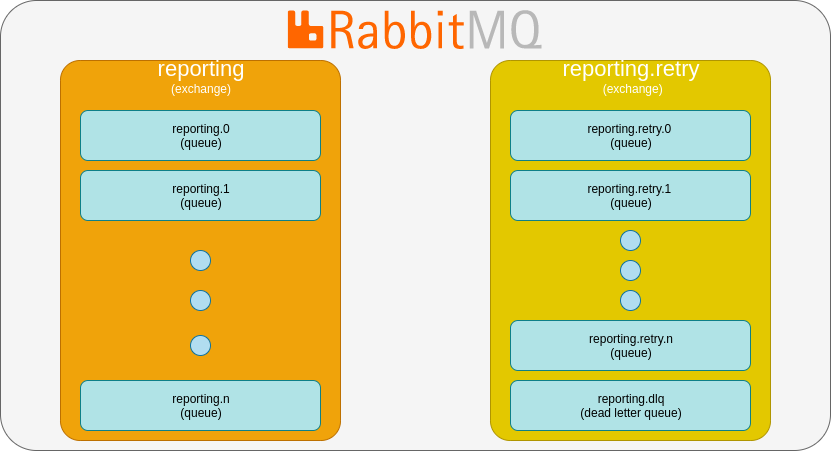 RabbitMQ
reporting
(exchange)
reporting.0
(queue)
reporting.1
(queue)
reporting.n
(queue)
reporting.retry
(exchange)
reporting.retry.0
(queue)
reporting.retry.1
(queue)
reporting.retry.n
(queue)
reporting.dlq
(dead letter queue)